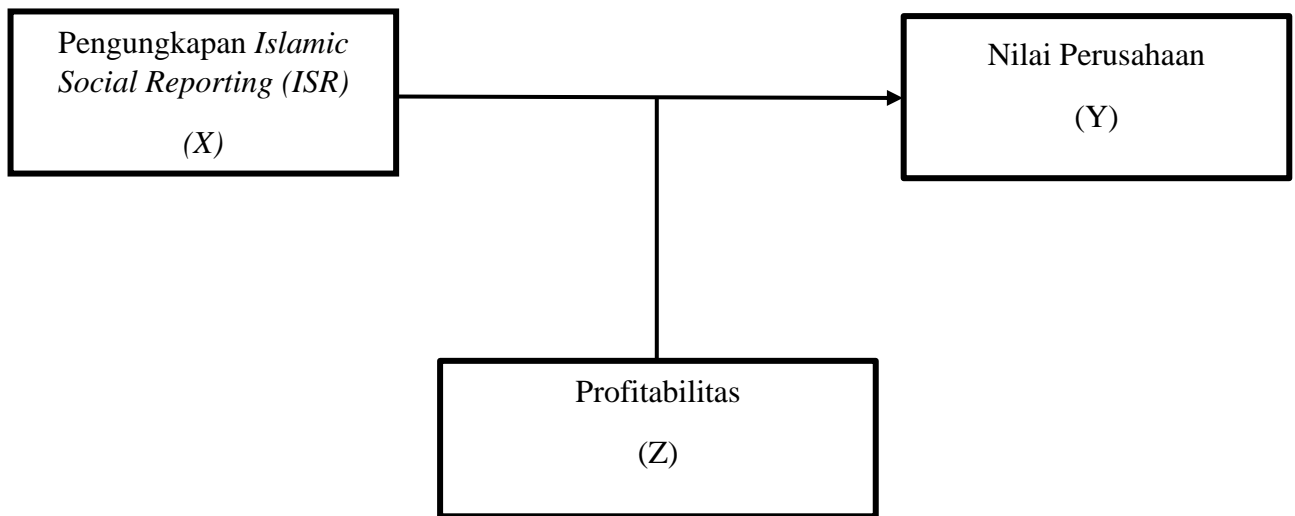 Pengungkapan Islamic
Social Reporting (ISR)
(X)
Nilai Perusahaan
(Y)
Profitabilitas
(Z)